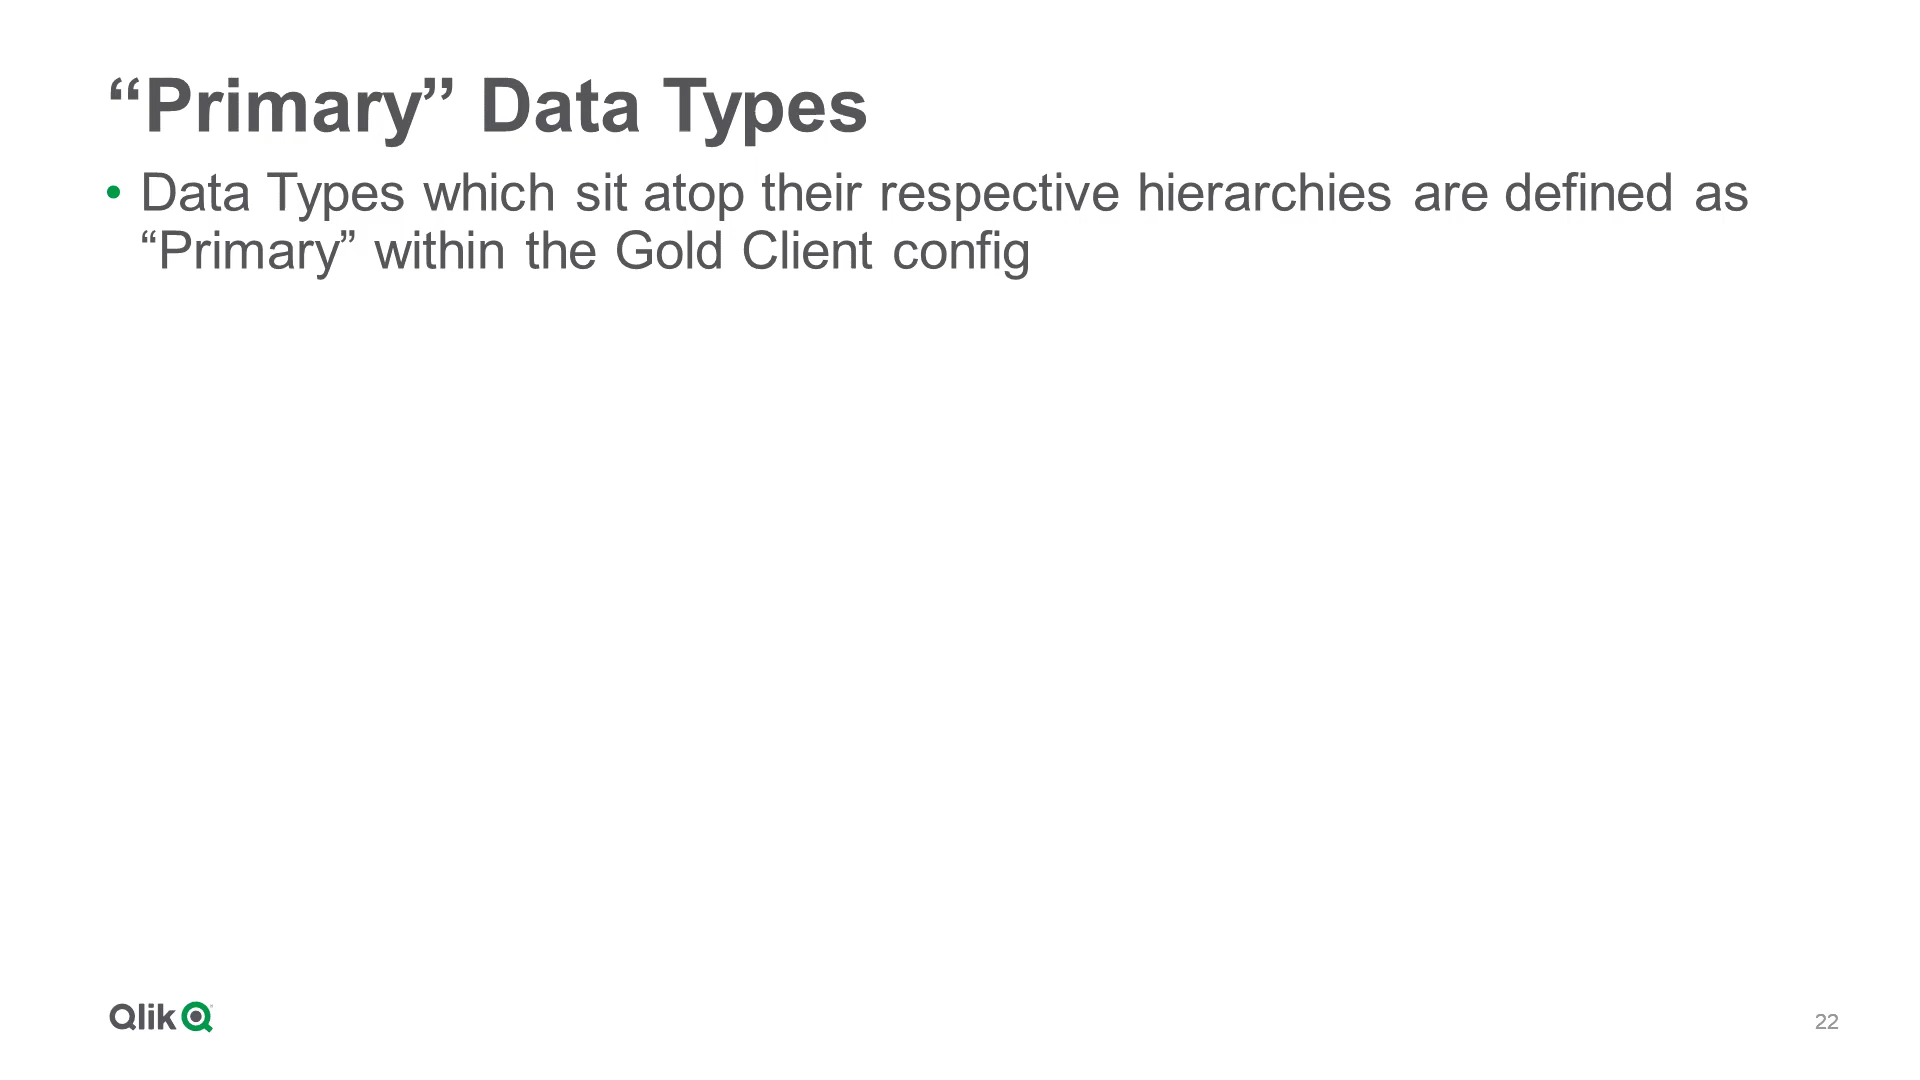 “Primary” Data Types
• Data Types which sit atop their respective hierarchies are defined as
“Primary” within the Gold Client config
Qlik
22